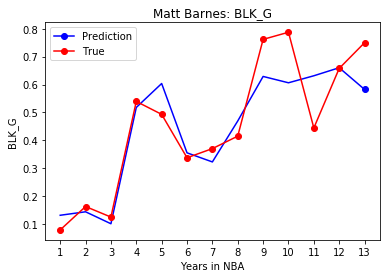 Matt Barnes: BLK_G
Prediction
True
BLK_G
0.8
0.7
0.6
0.5
0.4
0.3
0.2
0.1
1 2 3 4 5 6 7 8 9 10 11 12 13
Years in NBA